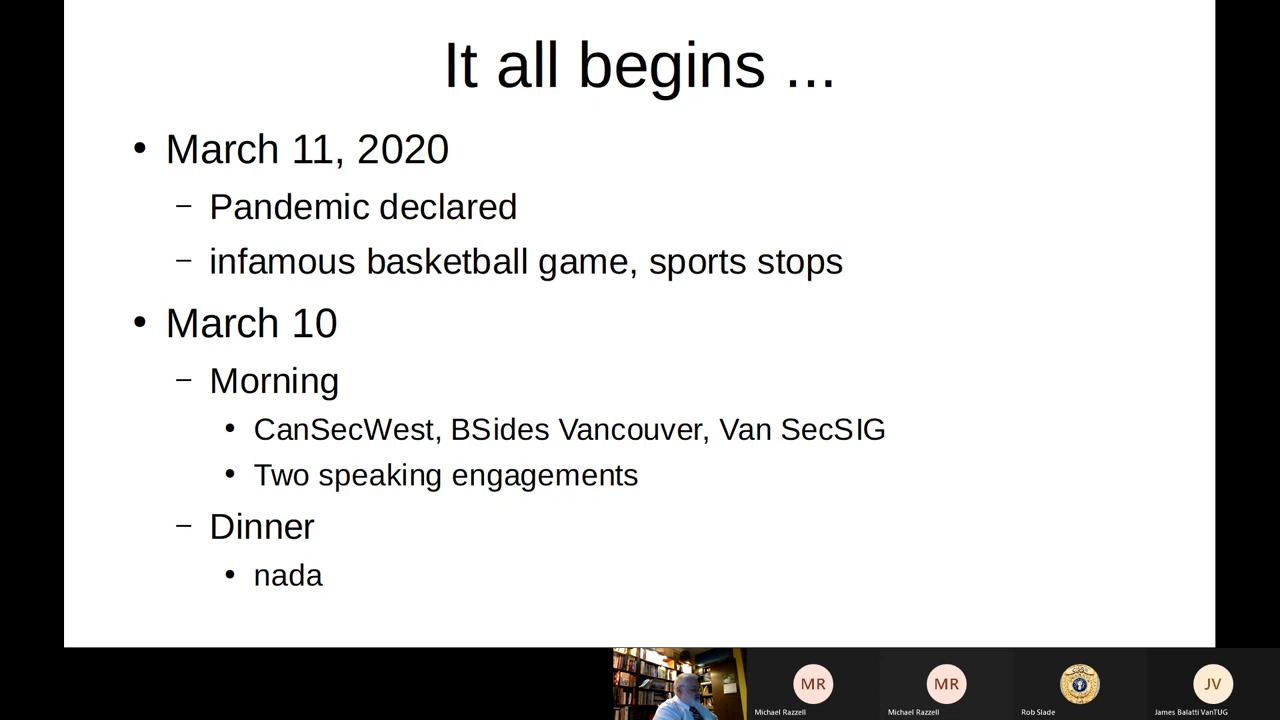 It all begins ...
• March 11, 2020
– Pandemic declared
– infamous basketball game, sports stops
• March 10
– Morning
• CanSecWest, BSides Vancouver, Van SecSIG
• Two speaking engagements
– Dinner
• nada
MR
MR
JV
Michael Razzell
Michael Razzell
Rob Slade
James Balatti VanTUG